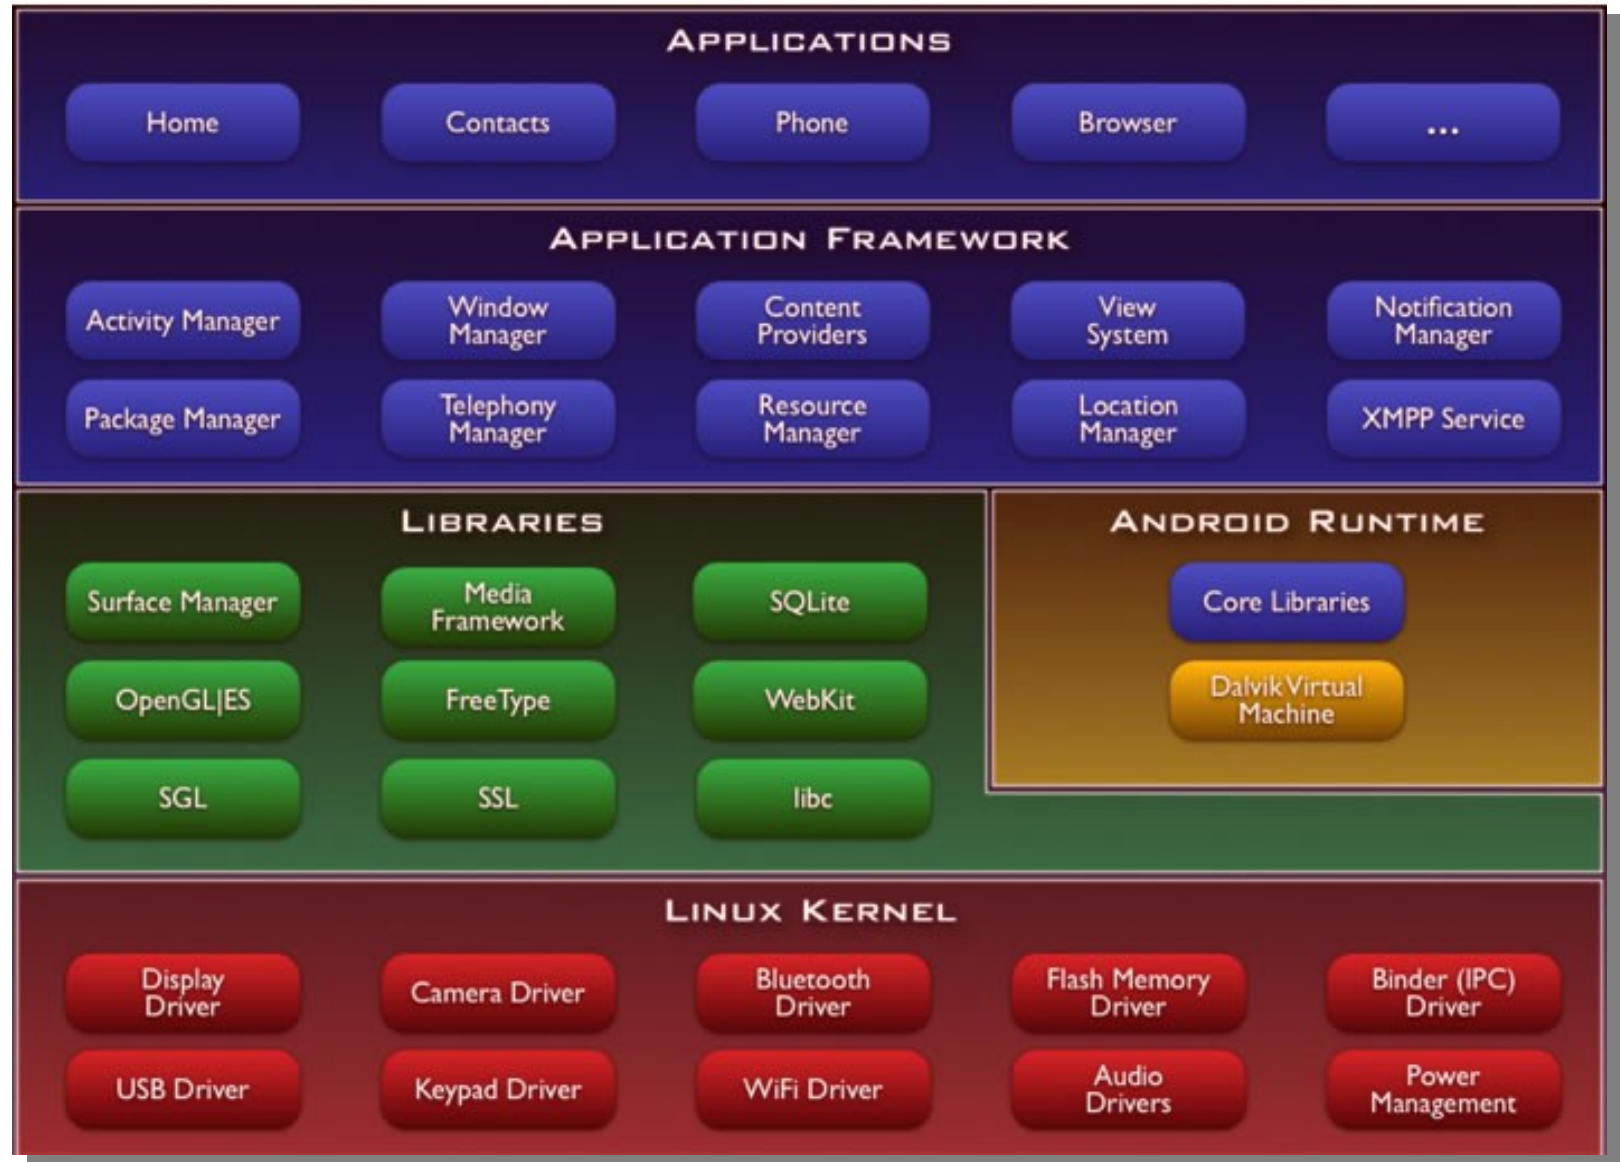 APPLICATIONS
Home
Contacts
Phone
Browser
...
APPLICATION FRAMEWORK
Activity Manager
Window
Manager
Content
Providers
View
System
Notification
Manager
Package Manager
Telephony
Manager
Resource
Manager
Location
Manager
XMPP Service
LIBRARIES
Surface Manager
Media
Framework
SQLite
OpenGL|ES
FreeType
WebKit
SGL
SSL
libc
ANDROID RUNTIME
Core Libraries
Dalvik Virtual
Machine
LINUX KERNEL
Display
Driver
Camera Driver
Bluetooth
Driver
Flash Memory
Driver
Binder (IPC)
Driver
USB Driver
Keypad Driver
WiFi Driver
Audio
Drivers
Power
Management